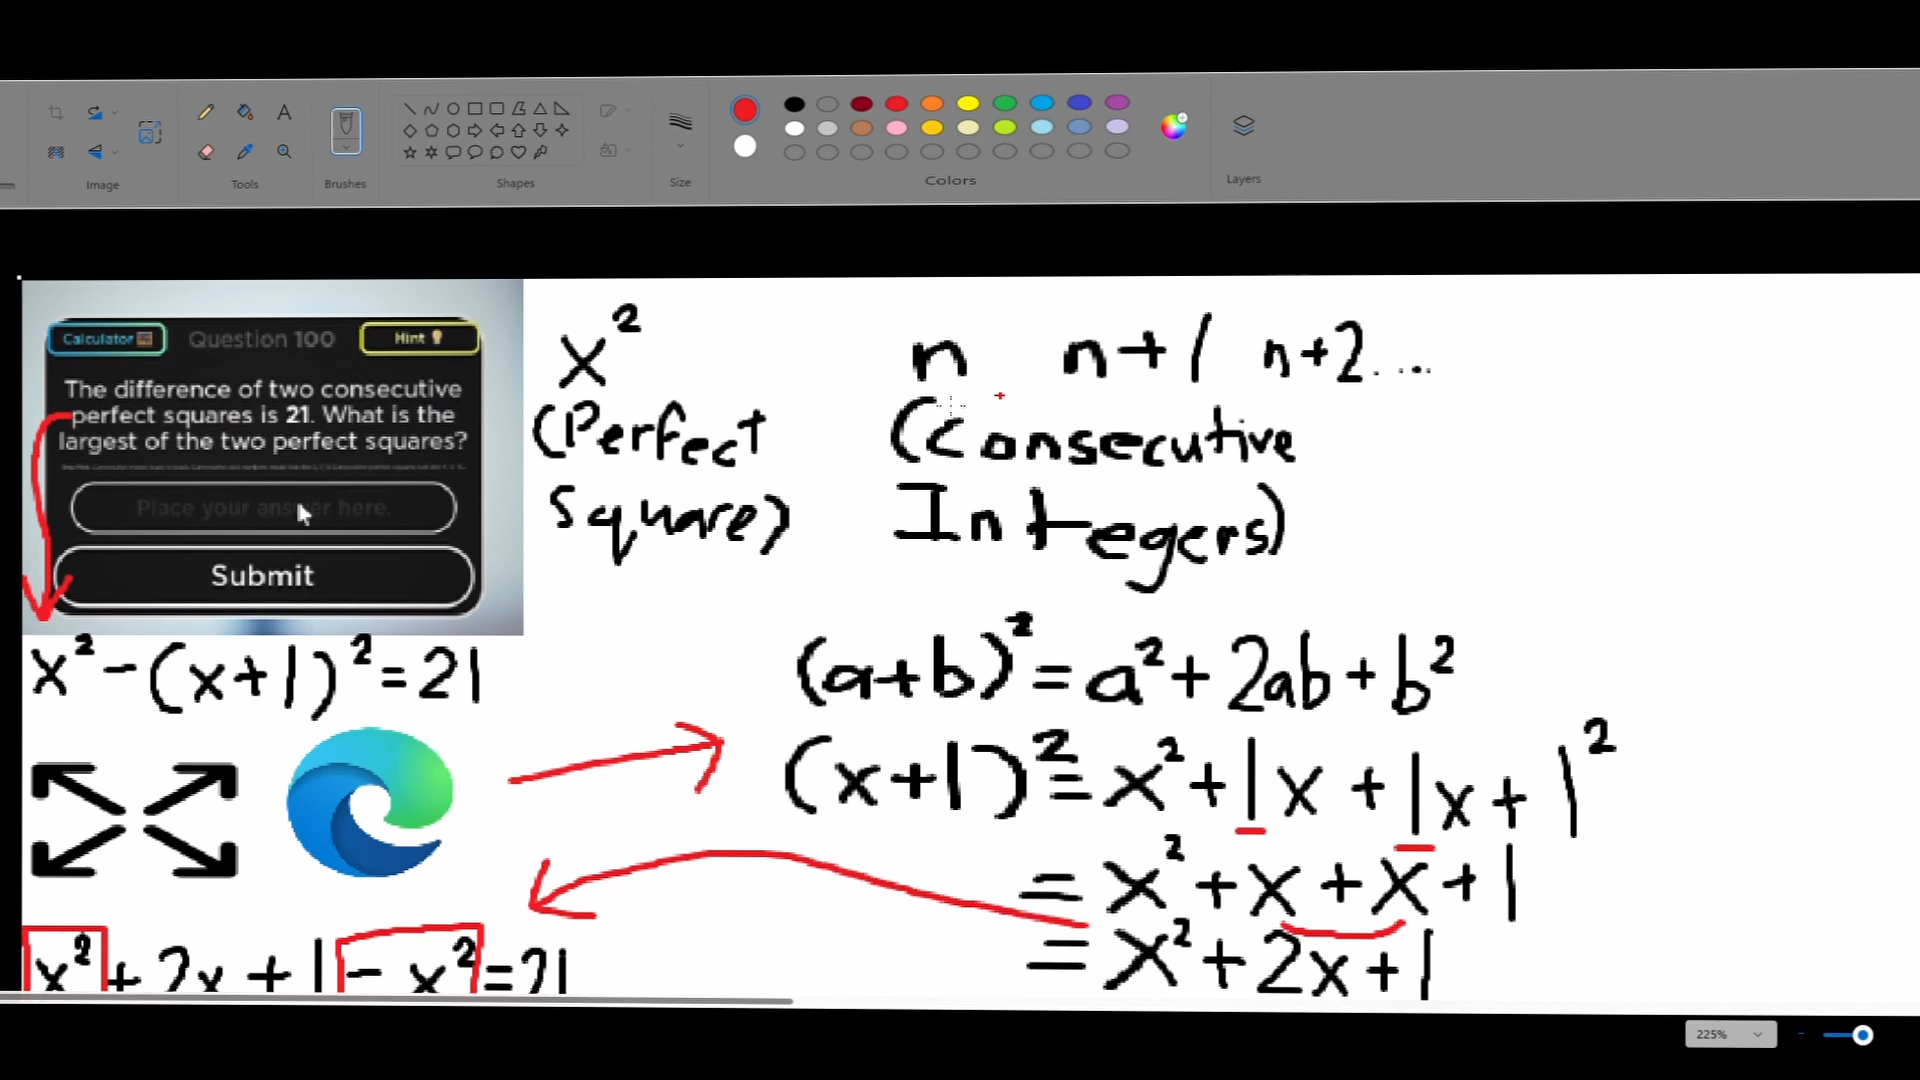 Image
Tools
Brushes
Shapes
Size
Colors
Layers
Calculator
Question 100
Hint
The difference of two consecutive
perfect squares is 21. What is the
largest of the two perfect squares?
Place your answer here.
Submit
x²
(Perfect
Square)
n n+1 n+2....
(Consecutive
Integers)
x²-(x+1)²=21
(a+b)²=a²+2ab+b²
(x+1)²=x²+1x+1x+1²
=x²+x+x+1
=x²+2x+1
x²+2x+1-x²=21
225%